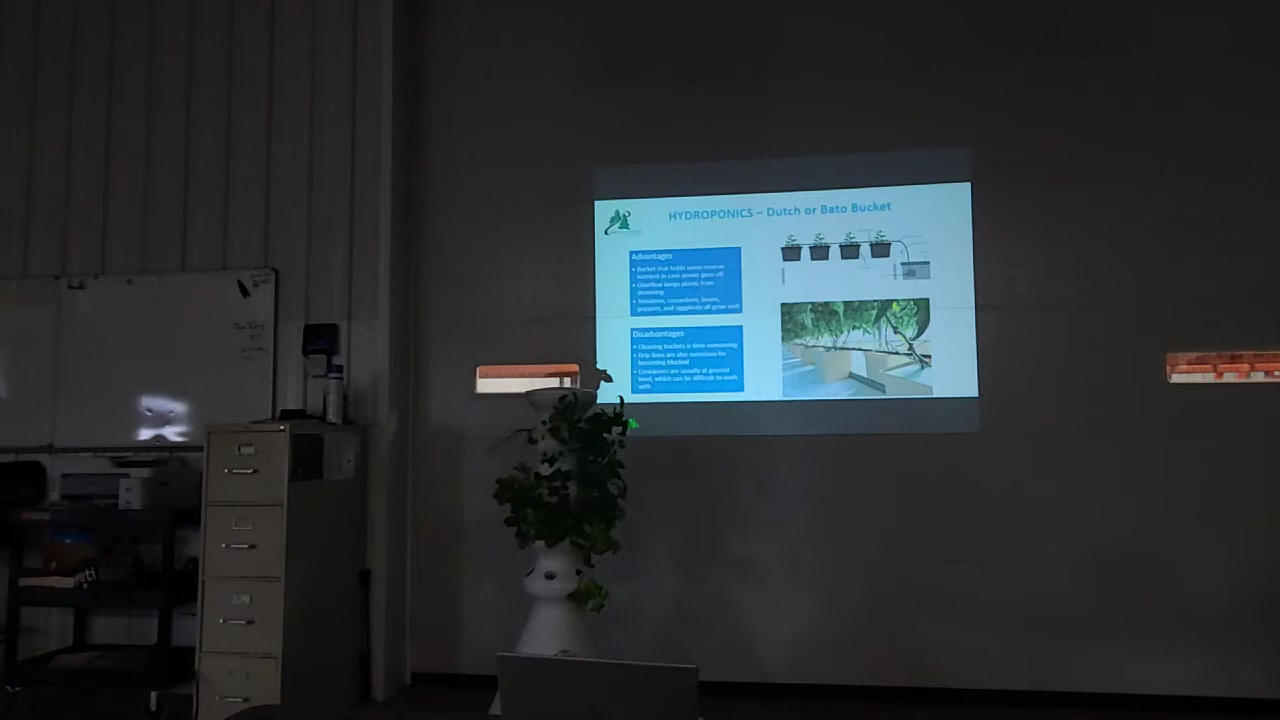 HYDROPONICS – Dutch or Bato Bucket
Advantages
• Bucket that holds some reserve
nutrient in case power goes off
• Overflow keeps plants from
drowning
• Tomatoes, cucumbers, beans,
peppers, and eggplants all grow well
Disadvantages
• Cleaning buckets is time consuming
• Drip lines are also notorious for
becoming blocked
• Containers are usually at ground
level, which can be difficult to work
with